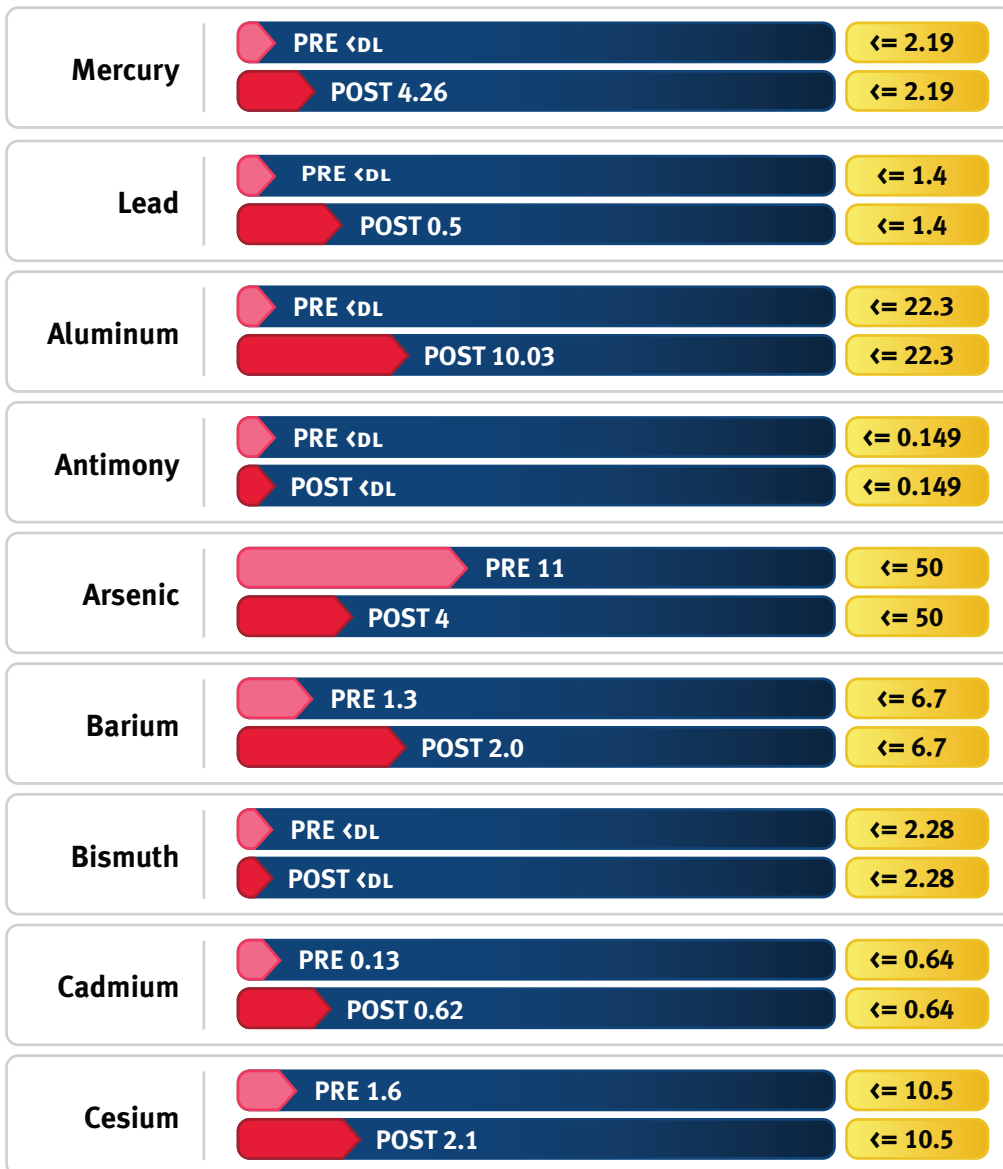 Mercury
PRE <DL <= 2.19
POST 4.26 <= 2.19
Lead
PRE <DL <= 1.4
POST 0.5 <= 1.4
Aluminum
PRE <DL <= 22.3
POST 10.03 <= 22.3
Antimony
PRE <DL <= 0.149
POST <DL <= 0.149
Arsenic
PRE 11 <= 50
POST 4 <= 50
Barium
PRE 1.3 <= 6.7
POST 2.0 <= 6.7
Bismuth
PRE <DL <= 2.28
POST <DL <= 2.28
Cadmium
PRE 0.13 <= 0.64
POST 0.62 <= 0.64
Cesium
PRE 1.6 <= 10.5
POST 2.1 <= 10.5